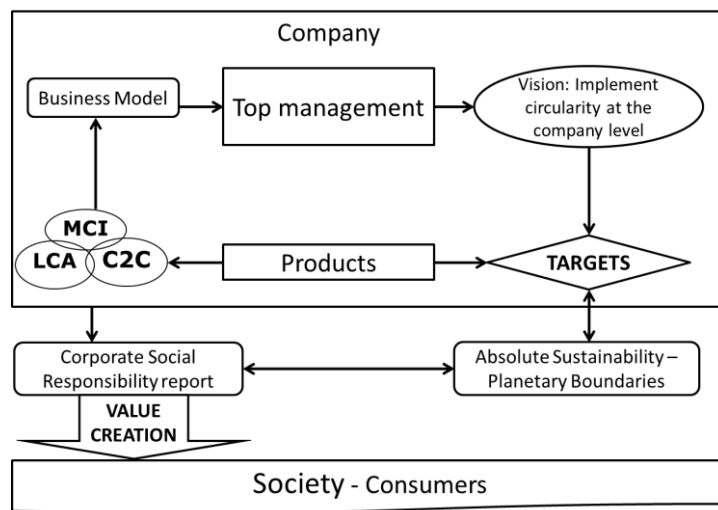 Company
Business Model
Top management
Vision: Implement
circularity at the
company level
MCI
LCA
C2C
Products
TARGETS
Corporate Social
Responsibility report
Absolute Sustainability –
Planetary Boundaries
VALUE
CREATION
Society - Consumers